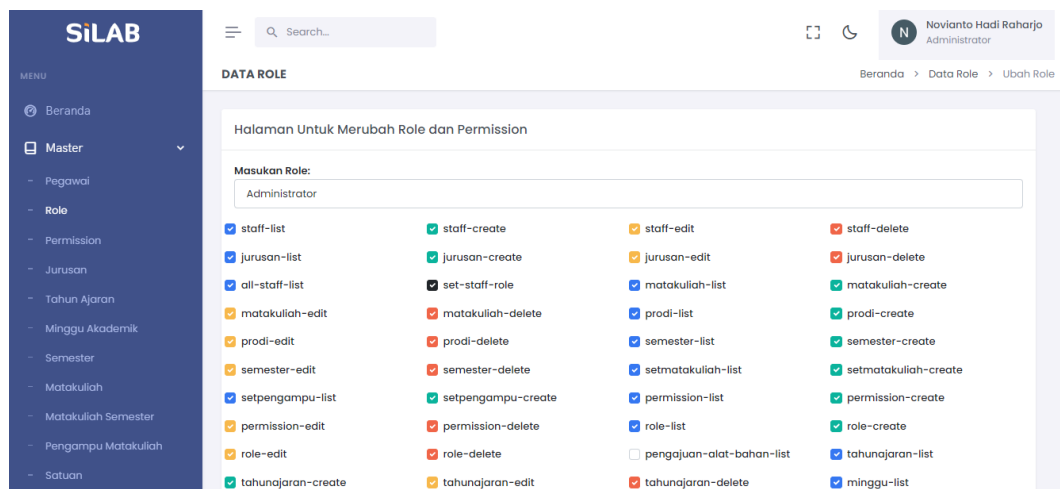 SiLAB
Search...
N
Novianto Hadi Raharjo
Administrator
MENU
Beranda
Master
Pegawai
Role
Permission
Jurusan
Tahun Ajaran
Minggu Akademik
Semester
Matakuliah
Matakuliah Semester
Pengampu Matakuliah
Satuan
DATA ROLE
Beranda > Data Role > Ubah Role
Halaman Untuk Merubah Role dan Permission
Masukan Role:
Administrator
staff-list staff-create staff-edit staff-delete
jurusan-list jurusan-create jurusan-edit jurusan-delete
all-staff-list set-staff-role matakuliah-list matakuliah-create
matakuliah-edit matakuliah-delete prodi-list prodi-create
prodi-edit prodi-delete semester-list semester-create
semester-edit semester-delete setmatakuliah-list setmatakuliah-create
setpengampu-list setpengampu-create permission-list permission-create
permission-edit permission-delete role-list role-create
role-edit role-delete pengajuan-alat-bahan-list tahunajaran-list
tahunajaran-create tahunajaran-edit tahunajaran-delete minggu-list